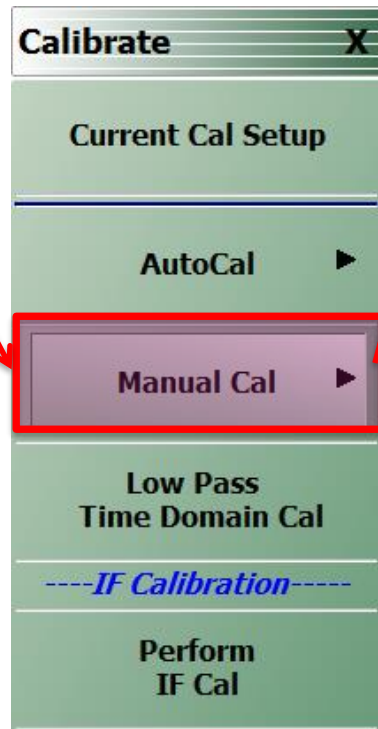 Calibrate X
Current Cal Setup
AutoCal
Manual Cal
Low Pass
Time Domain Cal
----IF Calibration-----
Perform
IF Cal